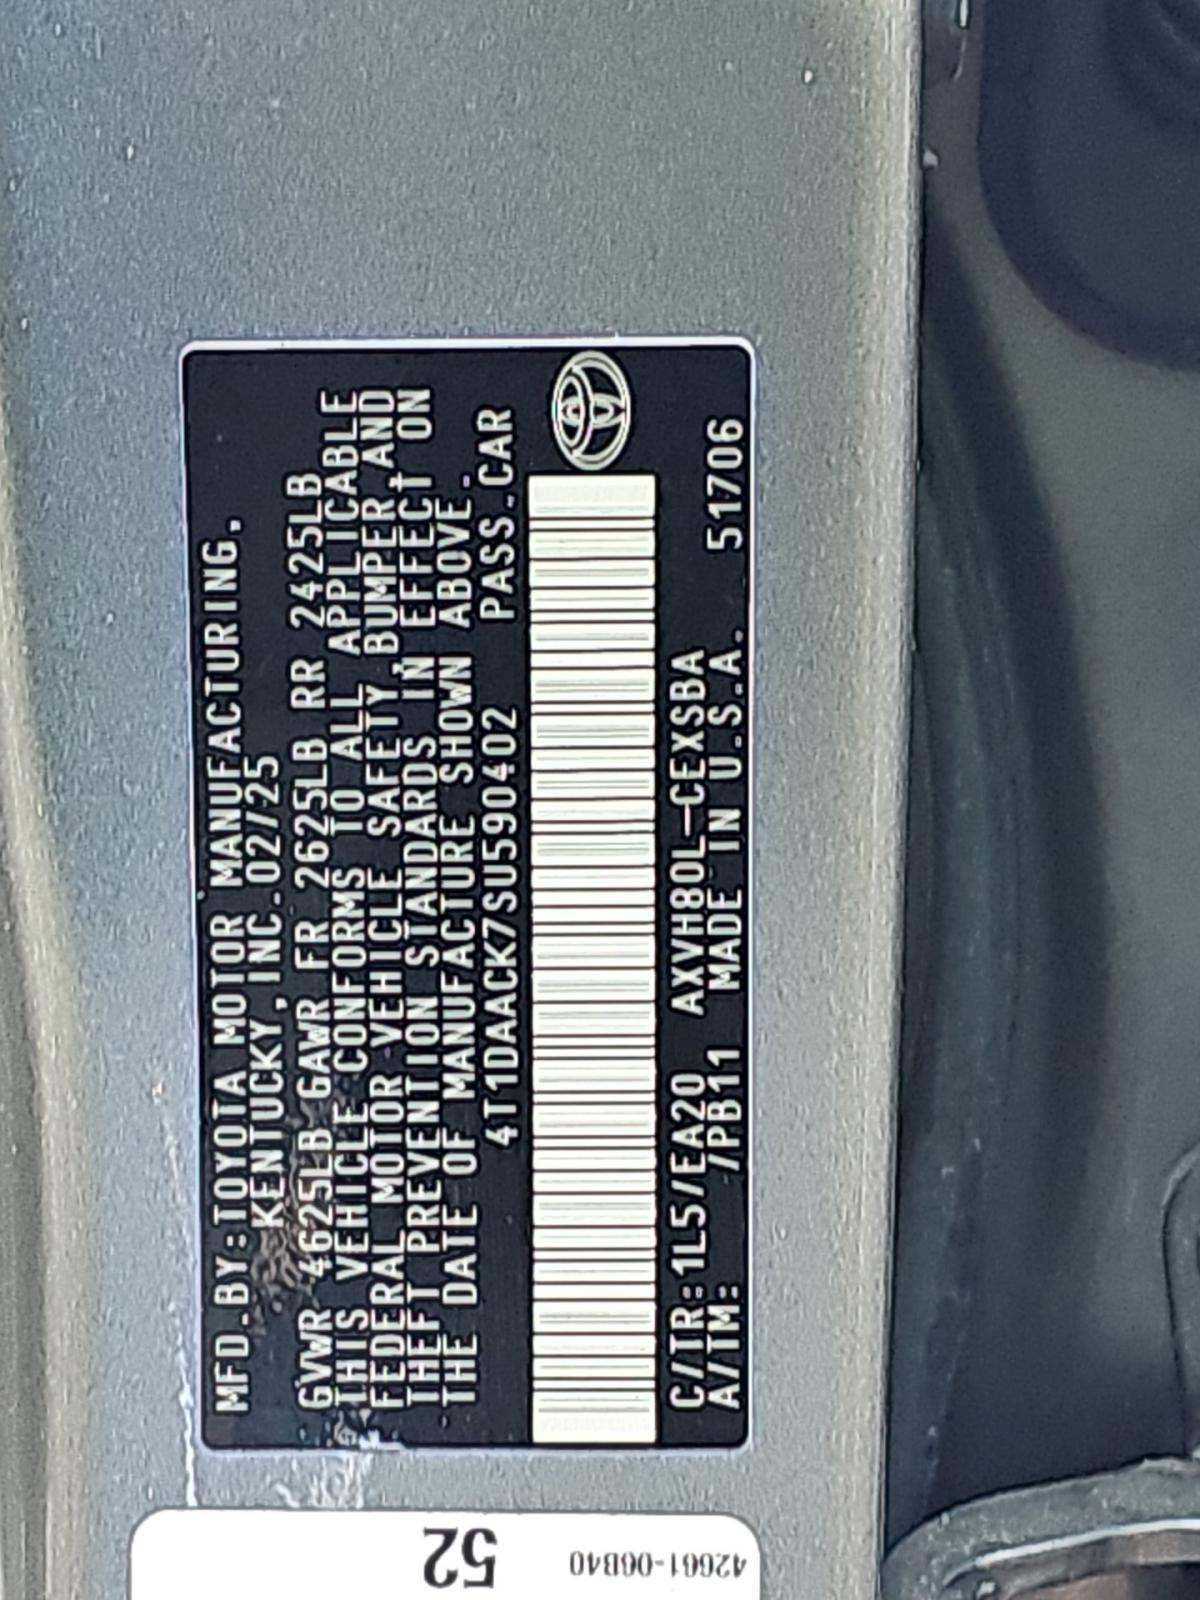 MFD.BY:TOYOTA MOTOR MANUFACTURING.
KENTUCKY,INC.02/25
GVWR 4625LB GAWR FR 2625LB RR 2425LB
THIS VEHICLE CONFORMS TO ALL APPLICABLE
FEDERAL MOTOR VEHICLE SAFETY,BUMPER,AND
THEFT PREVENTION STANDARDS IN EFFECT ON
THE DATE OF MANUFACTURE SHOWN ABOVE.
4T1DAACK7SU590402 PASS.CAR
C/TR:1L5/EA20 AXVH80L-CEXSBA
A/TM: /PB11 MADE IN U.S.A. 51706
52
42661-06B40